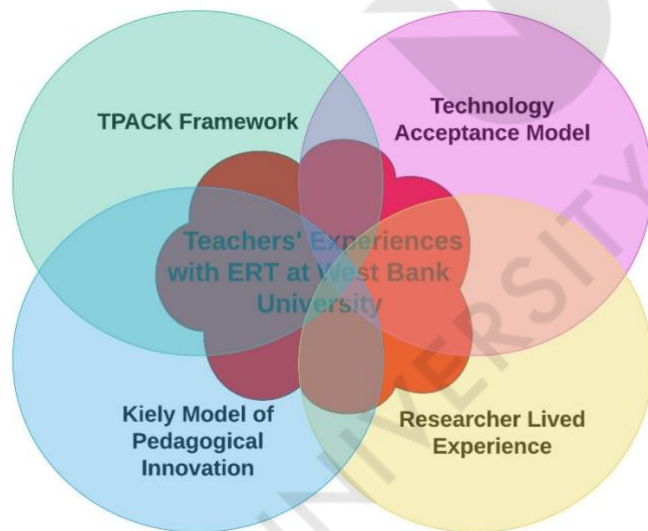 TPACK Framework
Technology
Acceptance Model
Teachers' Experiences
with ERT at West Bank
University
Kiely Model of
Pedagogical
Innovation
Researcher Lived
Experience
UNIVERSITY